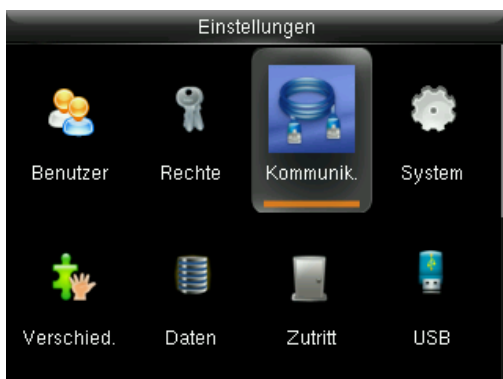 Einstellungen
Benutzer Rechte Kommunik. System
Verschied. Daten Zutritt USB